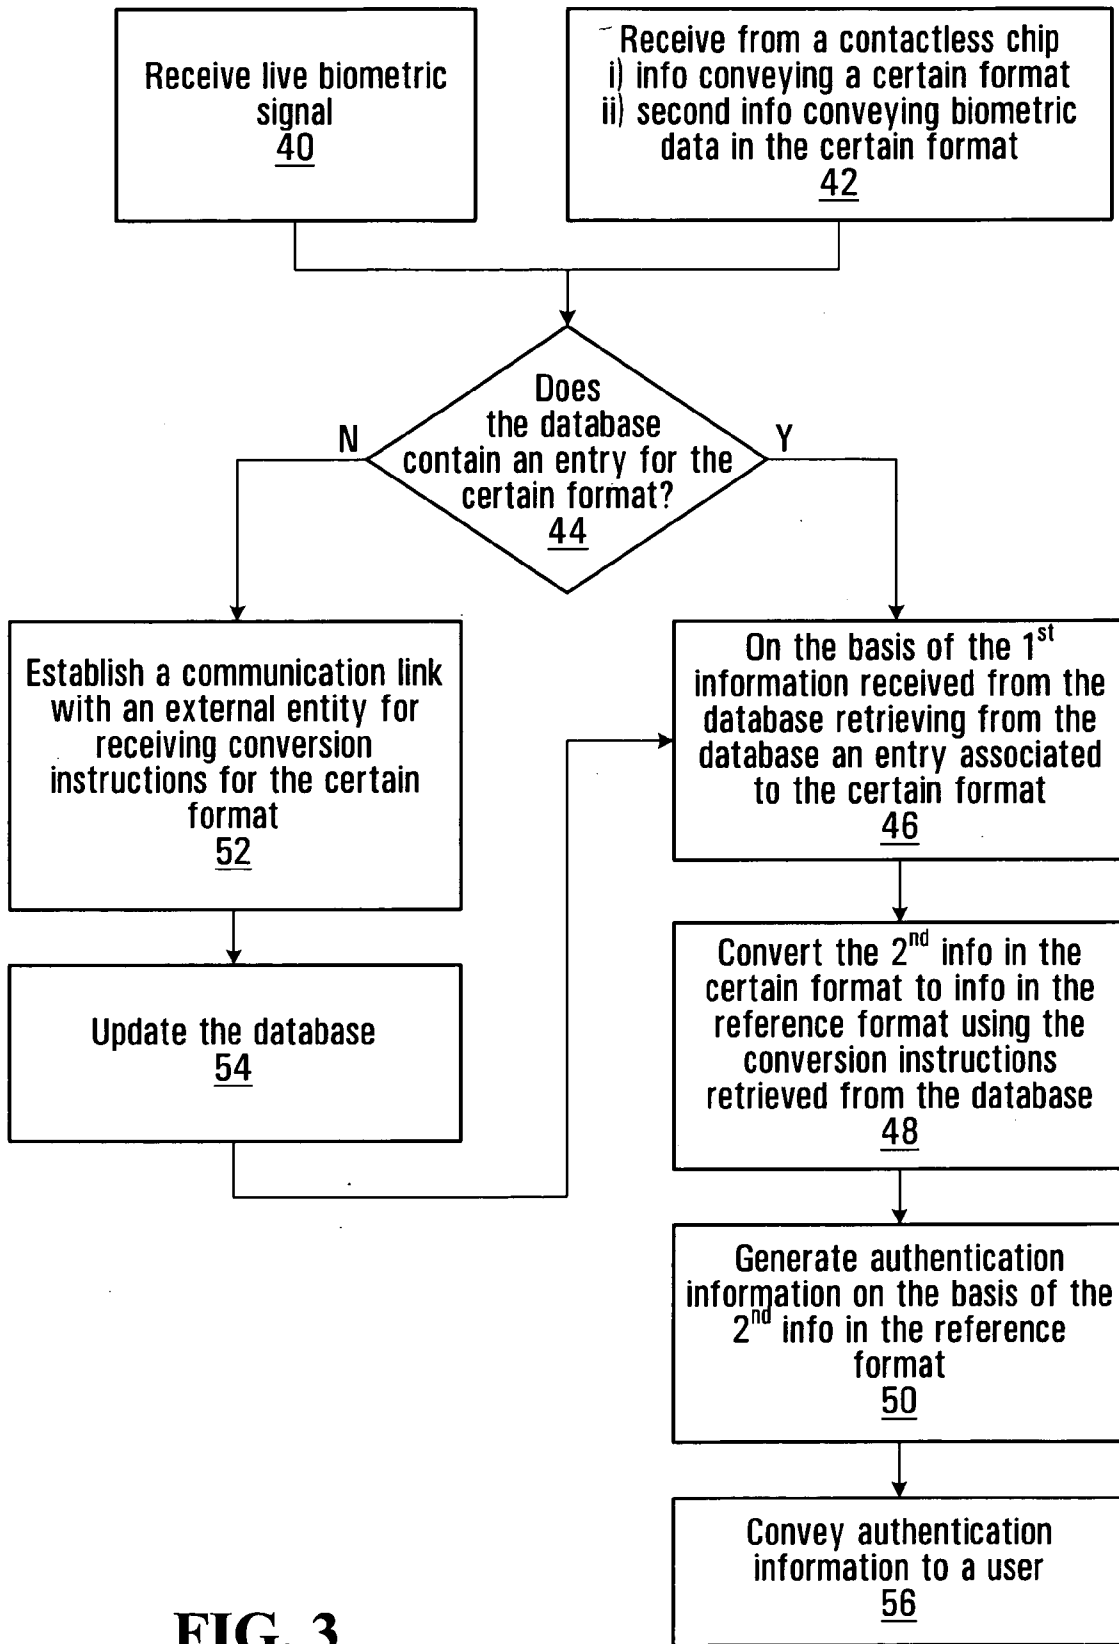 Receive live biometric
signal
40
Receive from a contactless chip
i) info conveying a certain format
ii) second info conveying biometric
data in the certain format
42
Does
the database
contain an entry for the
certain format?
44
N
Y
Establish a communication link
with an external entity for
receiving conversion
instructions for the certain
format
52
Update the database
54
On the basis of the 1st
information received from the
database retrieving from the
database an entry associated
to the certain format
46
Convert the 2nd info in the
certain format to info in the
reference format using the
conversion instructions
retrieved from the database
48
Generate authentication
information on the basis of the
2nd info in the reference
format
50
Convey authentication
information to a user
56
FIG. 3